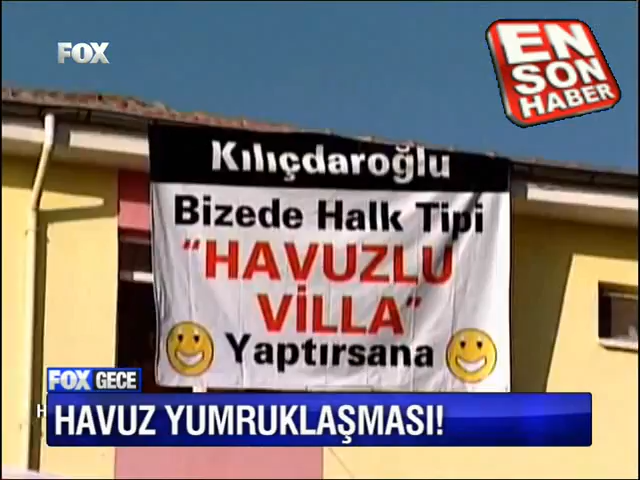 FOX
EN
SON
HABER
Kılıçdaroğlu
Bizede Halk Tipi
"HAVUZLU
VİLLA"
Yaptırsana
FOX GECE
H
HAVUZ YUMRUKLAŞMASI!